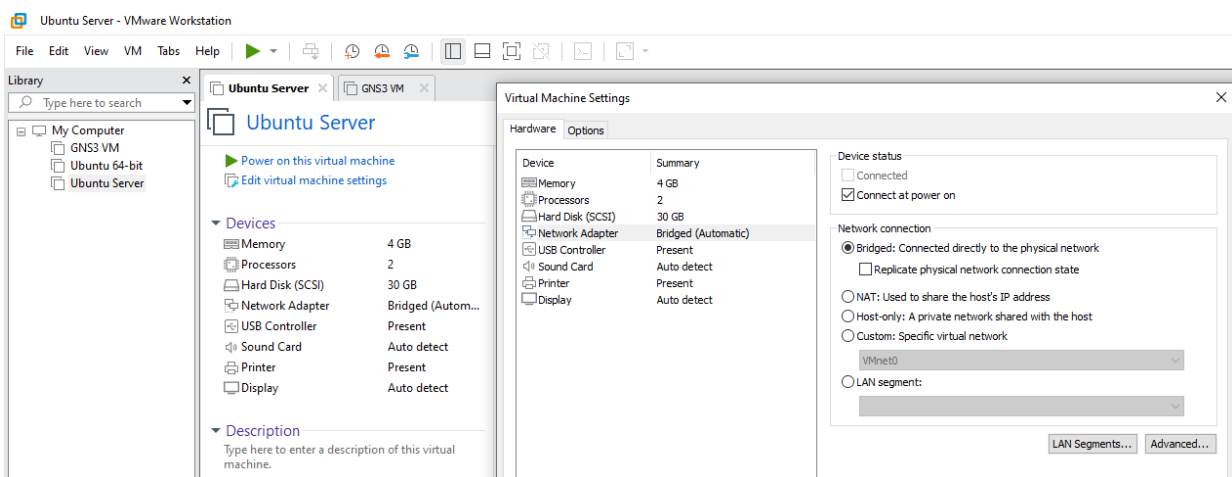 Ubuntu Server - VMware Workstation
File Edit View VM Tabs Help
Library
Type here to search
My Computer
GNS3 VM
Ubuntu 64-bit
Ubuntu Server
Ubuntu Server
GNS3 VM
Ubuntu Server
Power on this virtual machine
Edit virtual machine settings
Devices
Memory 4 GB
Processors 2
Hard Disk (SCSI) 30 GB
Network Adapter Bridged (Autom...
USB Controller Present
Sound Card Auto detect
Printer Present
Display Auto detect
Description
Type here to enter a description of this virtual
machine.
Virtual Machine Settings
Hardware Options
Device Summary
Memory 4 GB
Processors 2
Hard Disk (SCSI) 30 GB
Network Adapter Bridged (Automatic)
USB Controller Present
Sound Card Auto detect
Printer Present
Display Auto detect
Device status
Connected
Connect at power on
Network connection
Bridged: Connected directly to the physical network
Replicate physical network connection state
NAT: Used to share the host's IP address
Host-only: A private network shared with the host
Custom: Specific virtual network
VMnet0
LAN segment:
LAN Segments... Advanced...